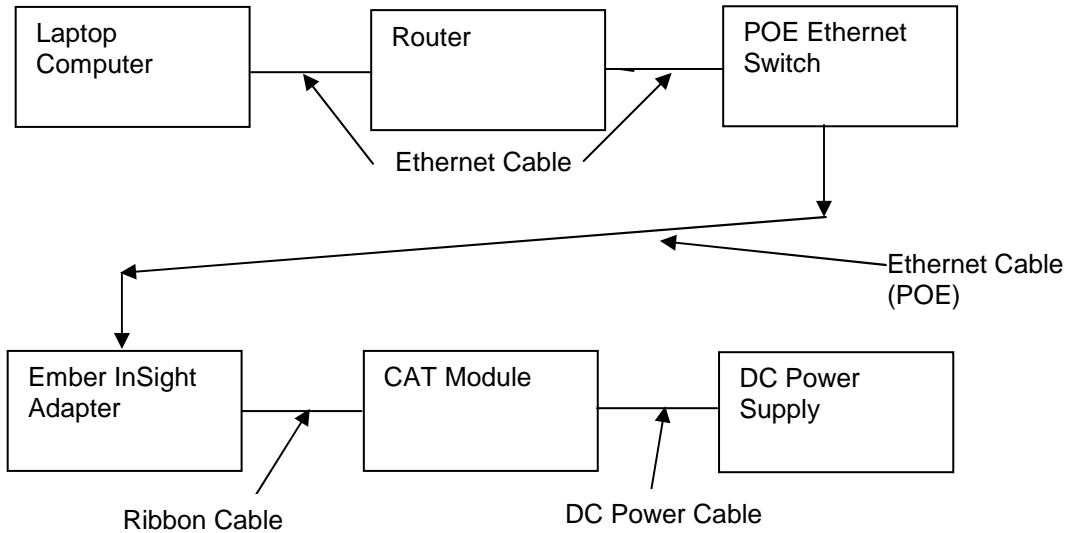 Laptop
Computer
Router
POE Ethernet
Switch
Ethernet Cable
Ethernet Cable
(POE)
Ember InSight
Adapter
CAT Module
DC Power
Supply
Ribbon Cable
DC Power Cable